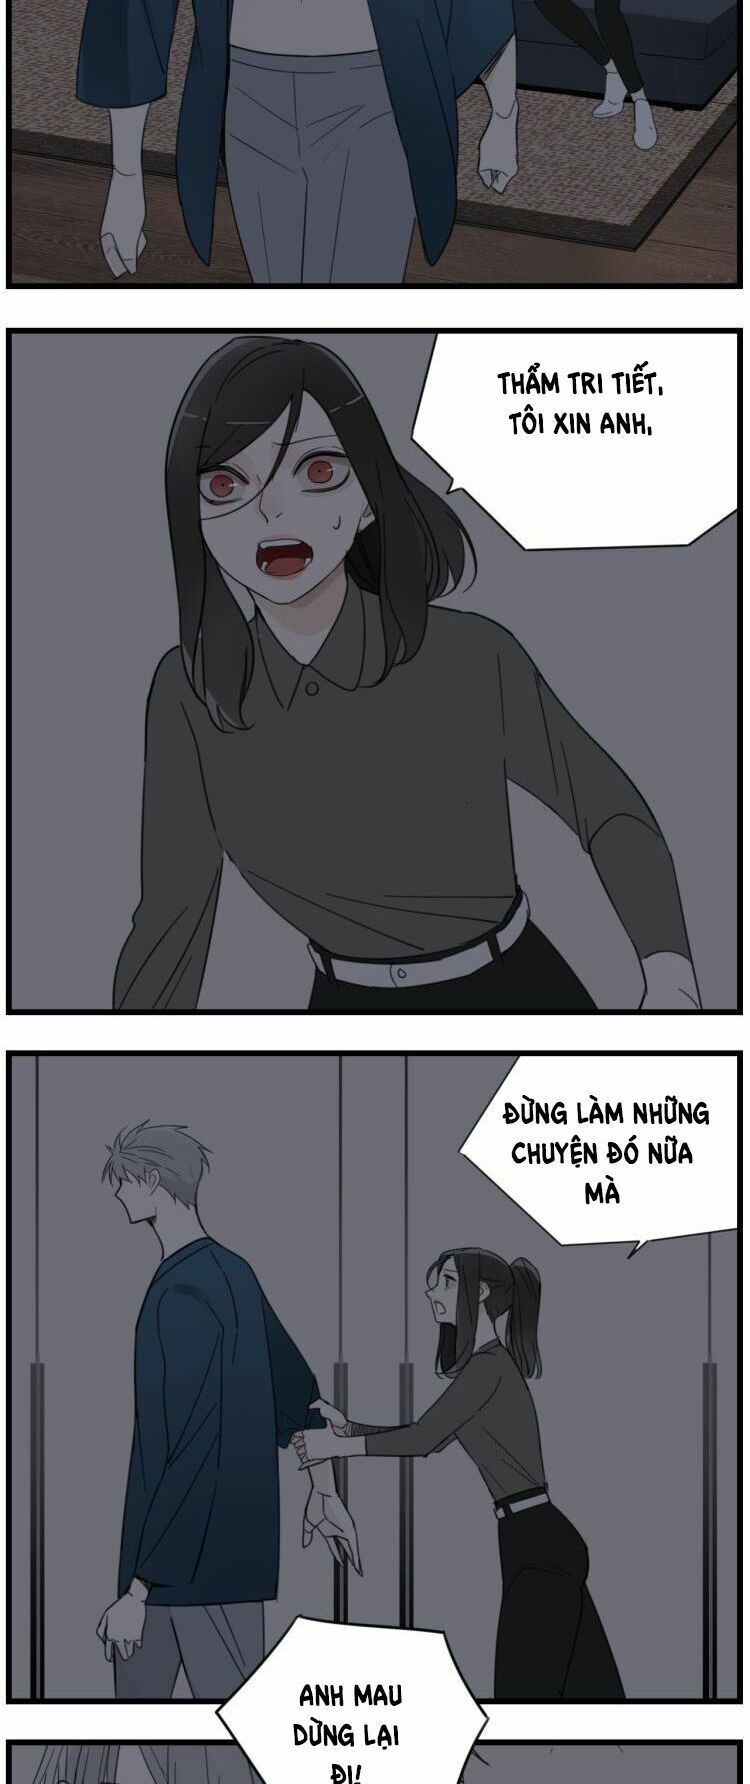 THẨM TRI TIẾT,
TÔI XIN ANH,
ĐỪNG LÀM NHỮNG
CHUYỆN ĐÓ NỮA
MÀ
ANH MAU
DỪNG LẠI
ĐI!